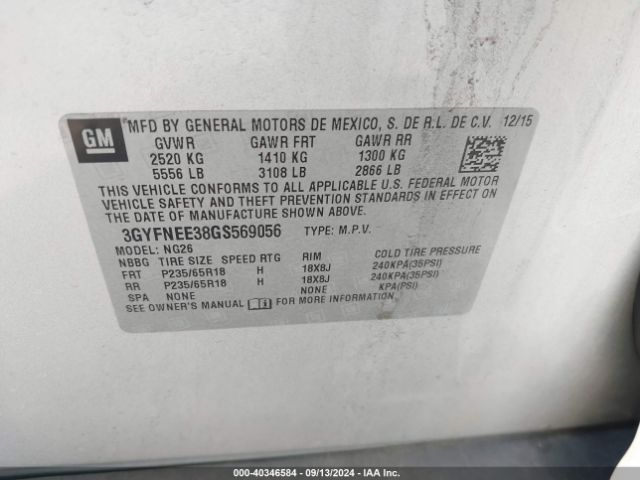 GM
MFD BY GENERAL MOTORS DE MEXICO, S. DE R.L. DE C.V. 12/15
GVWR GAWR FRT GAWR RR
2520 KG 1410 KG 1300 KG
5556 LB 3108 LB 2866 LB
THIS VEHICLE CONFORMS TO ALL APPLICABLE U.S. FEDERAL MOTOR
VEHICLE SAFETY AND THEFT PREVENTION STANDARDS IN EFFECT ON
THE DATE OF MANUFACTURE SHOWN ABOVE.
3GYFNEE38GS569056 TYPE: M.P.V.
MODEL: NG26
NBBG TIRE SIZE SPEED RTG RIM COLD TIRE PRESSURE
FRT P235/65R18 H 18X8J 240KPA(35PSI)
RR P235/65R18 H 18X8J 240KPA(35PSI)
SPA NONE NONE KPA(PSI)
SEE OWNER'S MANUAL FOR MORE INFORMATION.
40346584 - 09/13/2024 - IAA Inc.